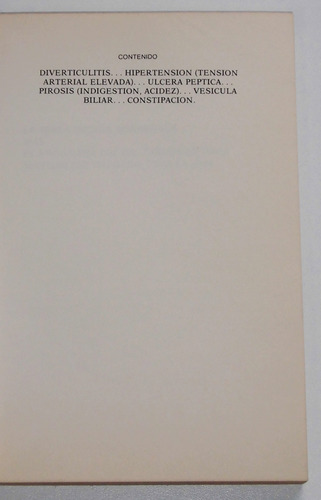 CONTENIDO
DIVERTICULITIS. . . HIPERTENSION (TENSION
ARTERIAL ELEVADA). . . ULCERA PEPTICA. . .
PIROSIS (INDIGESTION, ACIDEZ). . . VESICULA
BILIAR. . . CONSTIPACION.